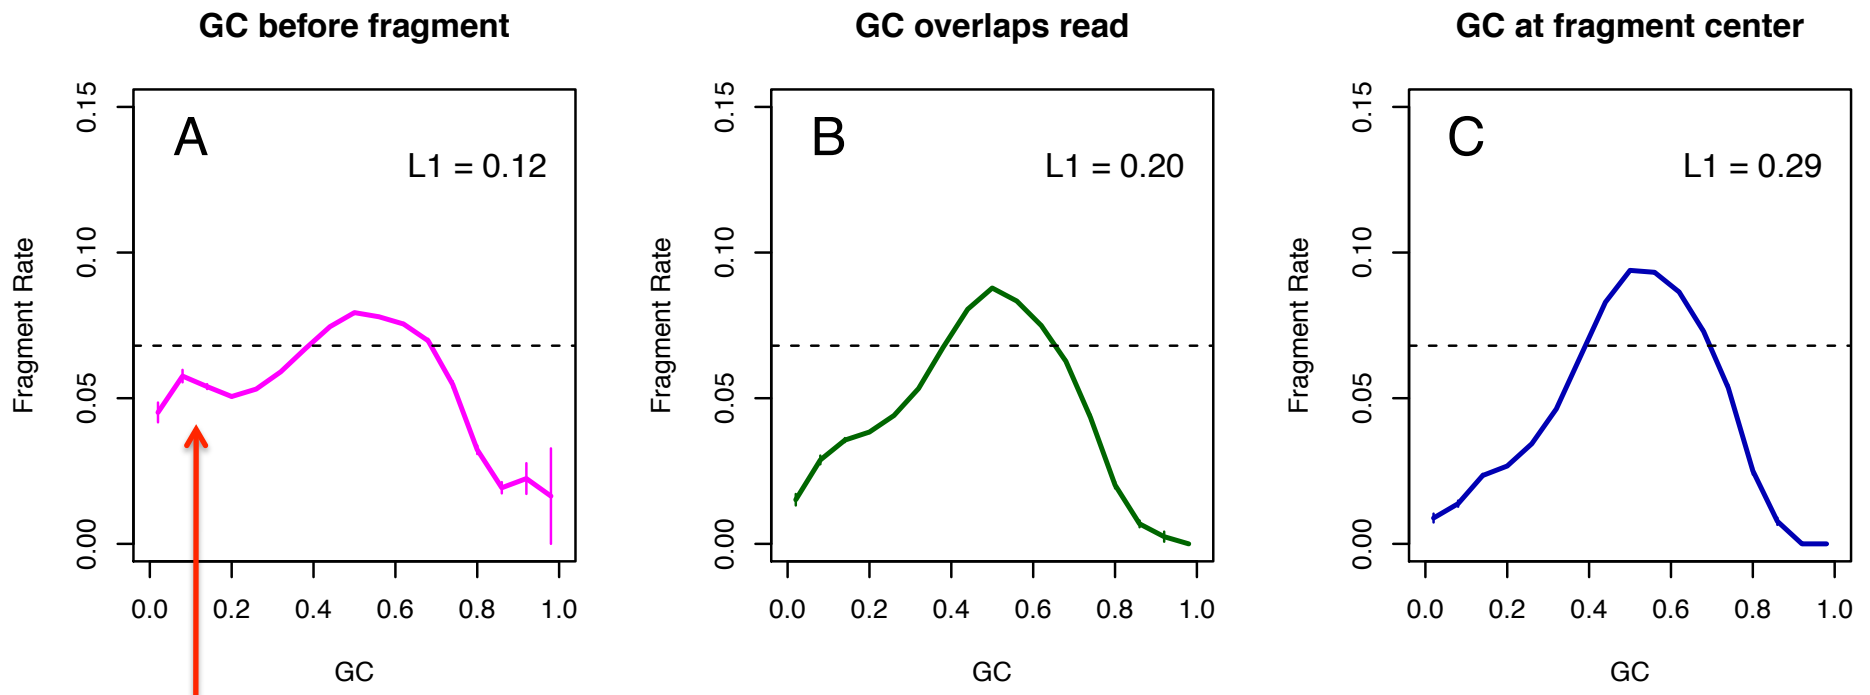 GC before fragment
A
L1 = 0.12
Fragment Rate
0.15
0.10
0.05
0.00
0.0 0.2 0.4 0.6 0.8 1.0
GC
GC overlaps read
B
L1 = 0.20
Fragment Rate
0.15
0.10
0.05
0.00
0.0 0.2 0.4 0.6 0.8 1.0
GC
GC at fragment center
C
L1 = 0.29
Fragment Rate
0.15
0.10
0.05
0.00
0.0 0.2 0.4 0.6 0.8 1.0
GC